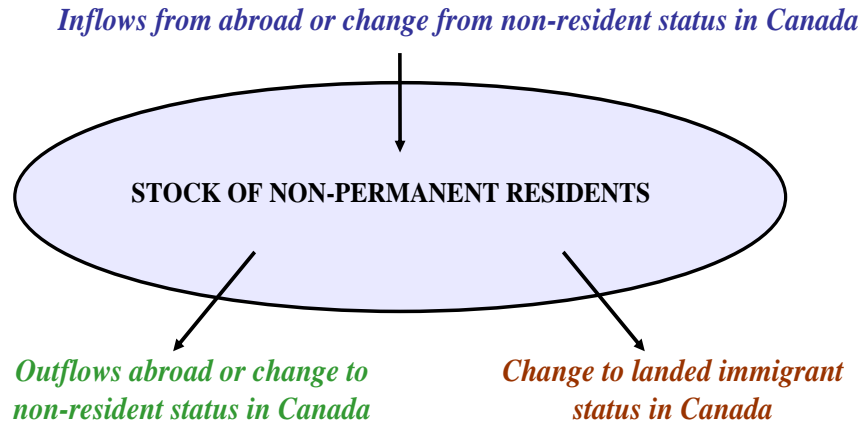 Inflows from abroad or change from non-resident status in Canada
STOCK OF NON-PERMANENT RESIDENTS
Outflows abroad or change to
non-resident status in Canada
Change to landed immigrant
status in Canada